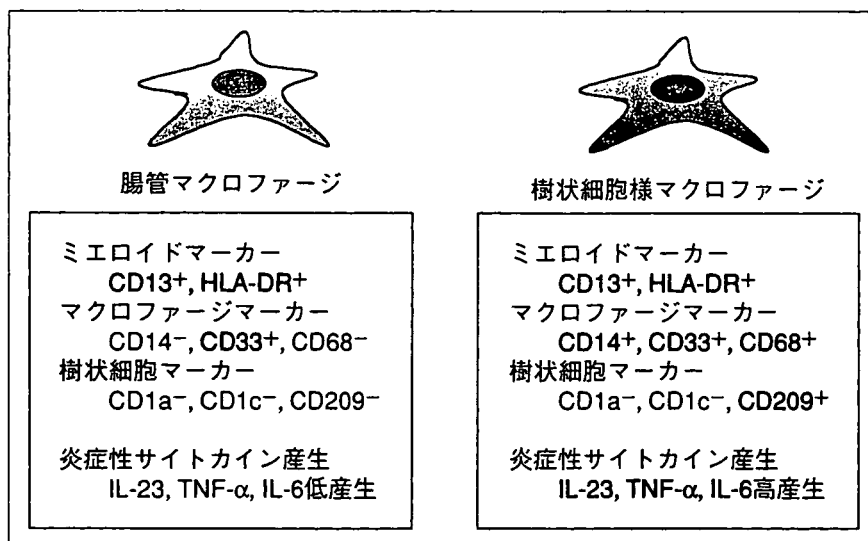 腸管マクロファージ
ミエロイドマーカー
CD13+, HLA-DR+
マクロファージマーカー
CD14−, CD33+, CD68−
樹状細胞マーカー
CD1a−, CD1c−, CD209−
炎症性サイトカイン産生
IL-23, TNF-α, IL-6低産生
樹状細胞様マクロファージ
ミエロイドマーカー
CD13+, HLA-DR+
マクロファージマーカー
CD14+, CD33+, CD68+
樹状細胞マーカー
CD1a−, CD1c−, CD209+
炎症性サイトカイン産生
IL-23, TNF-α, IL-6高産生